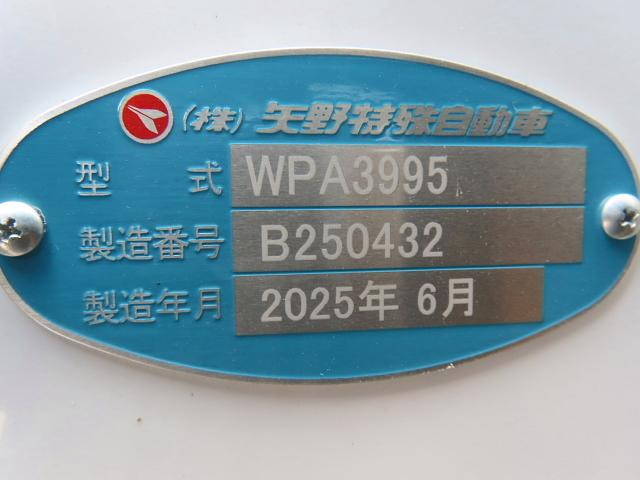 (株) 矢野特殊自動車
型 式 WPA3995
製造番号 B250432
製造年月 2025年 6月